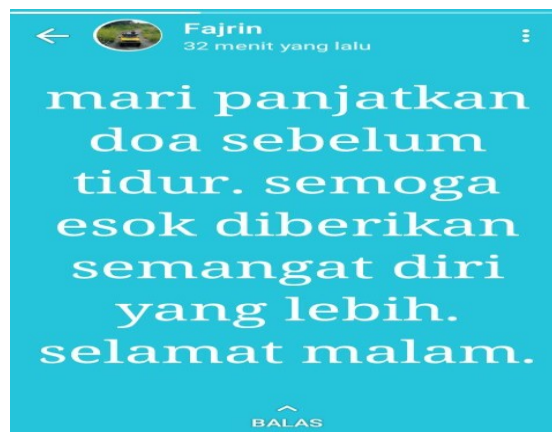 Fajrin
32 menit yang lalu
mari panjatkan
doa sebelum
tidur. semoga
esok diberikan
semangat diri
yang lebih.
selamat malam.
BALAS